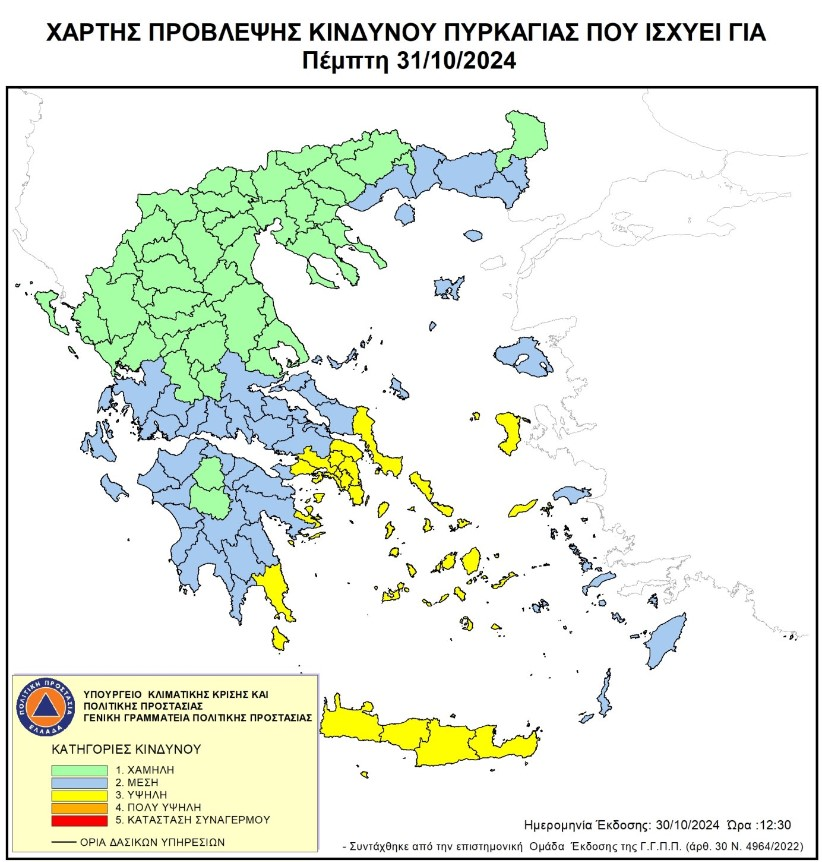 ΧΑΡΤΗΣ ΠΡΟΒΛΕΨΗΣ ΚΙΝΔΥΝΟΥ ΠΥΡΚΑΓΙΑΣ ΠΟΥ ΙΣΧΥΕΙ ΓΙΑ
Πέμπτη 31/10/2024
ΠΟΛΙΤΙΚΗ ΠΡΟΣΤΑΣΙΑ
ΕΛΛΑΔΑ
ΥΠΟΥΡΓΕΙΟ ΚΛΙΜΑΤΙΚΗΣ ΚΡΙΣΗΣ ΚΑΙ
ΠΟΛΙΤΙΚΗΣ ΠΡΟΣΤΑΣΙΑΣ
ΓΕΝΙΚΗ ΓΡΑΜΜΑΤΕΙΑ ΠΟΛΙΤΙΚΗΣ ΠΡΟΣΤΑΣΙΑΣ
ΚΑΤΗΓΟΡΙΕΣ ΚΙΝΔΥΝΟΥ
1. ΧΑΜΗΛΗ
2. ΜΕΣΗ
3. ΥΨΗΛΗ
4. ΠΟΛΥ ΥΨΗΛΗ
5. ΚΑΤΑΣΤΑΣΗ ΣΥΝΑΓΕΡΜΟΥ
ΟΡΙΑ ΔΑΣΙΚΩΝ ΥΠΗΡΕΣΙΩΝ
Ημερομηνία Έκδοσης: 30/10/2024 Ώρα :12:30
- Συντάχθηκε από την επιστημονική Ομάδα Έκδοσης της Γ.Γ.Π.Π. (άρθ. 30 Ν. 4964/2022)